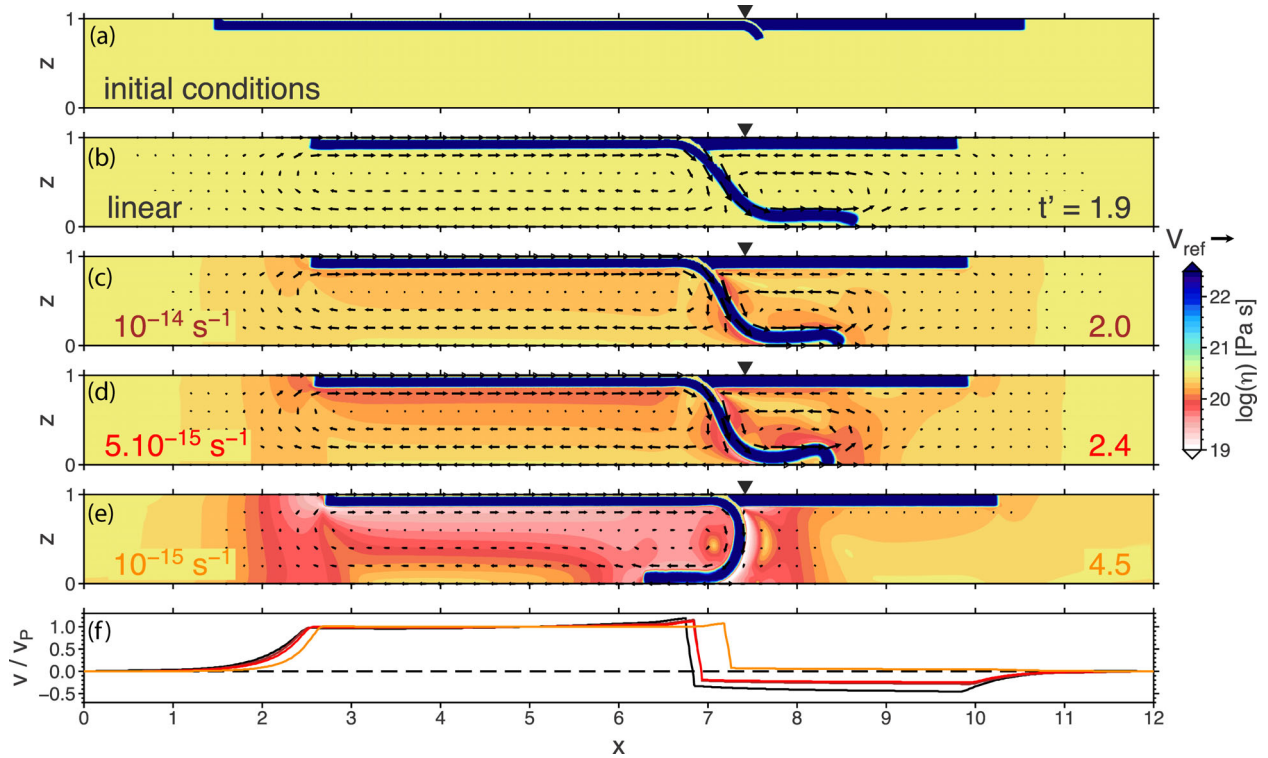 (a)
initial conditions
z
1
0
(b)
linear
t' = 1.9
z
1
0
(c)
10⁻¹⁴ s⁻¹
2.0
z
1
0
(d)
5.10⁻¹⁵ s⁻¹
2.4
z
1
0
(e)
10⁻¹⁵ s⁻¹
4.5
z
1
0
(f)
v / vₚ
1.0
0.5
0.0
−0.5
0 1 2 3 4 5 6 7 8 9 10 11 12
x
V_ref
22
21
20
19
log(η) [Pa s]